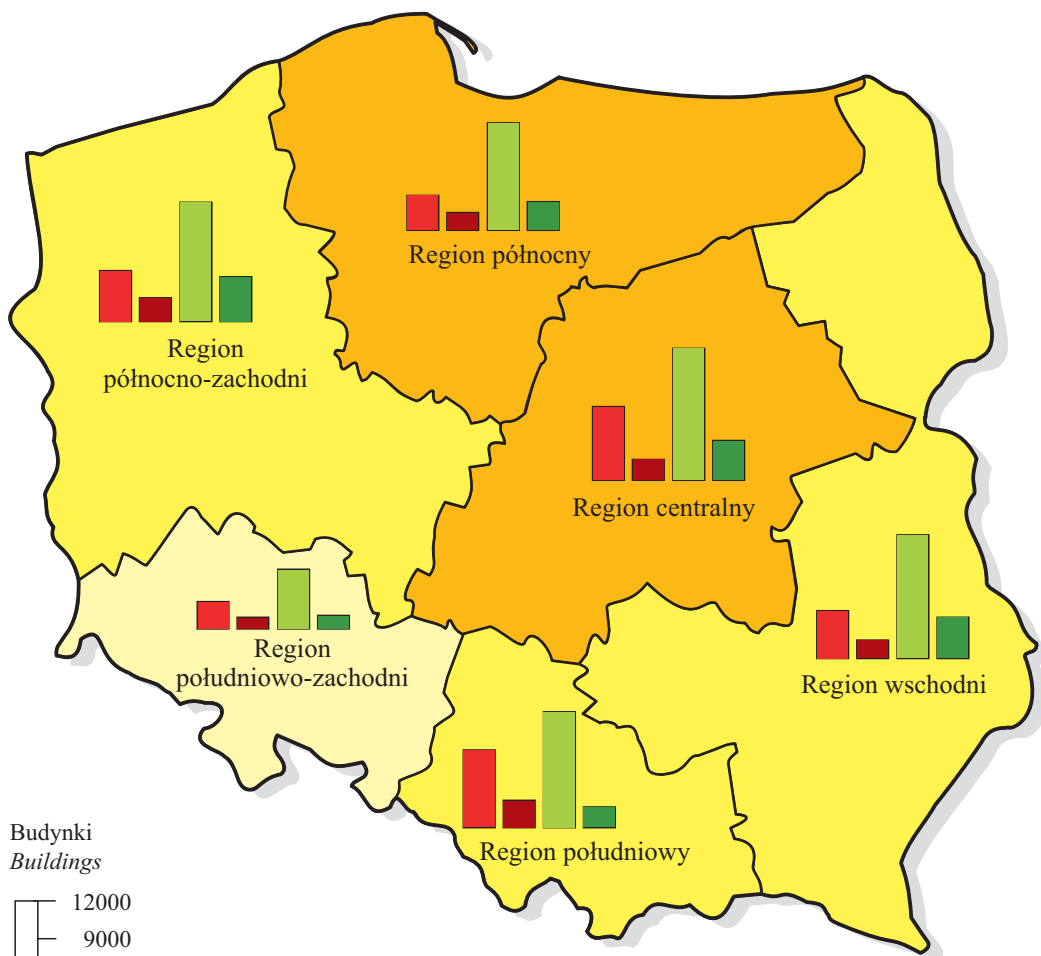 Region północny
Region
północno-zachodni
Region centralny
Region
południowo-zachodni
Region wschodni
Region południowy
Budynki
Buildings
12000
9000